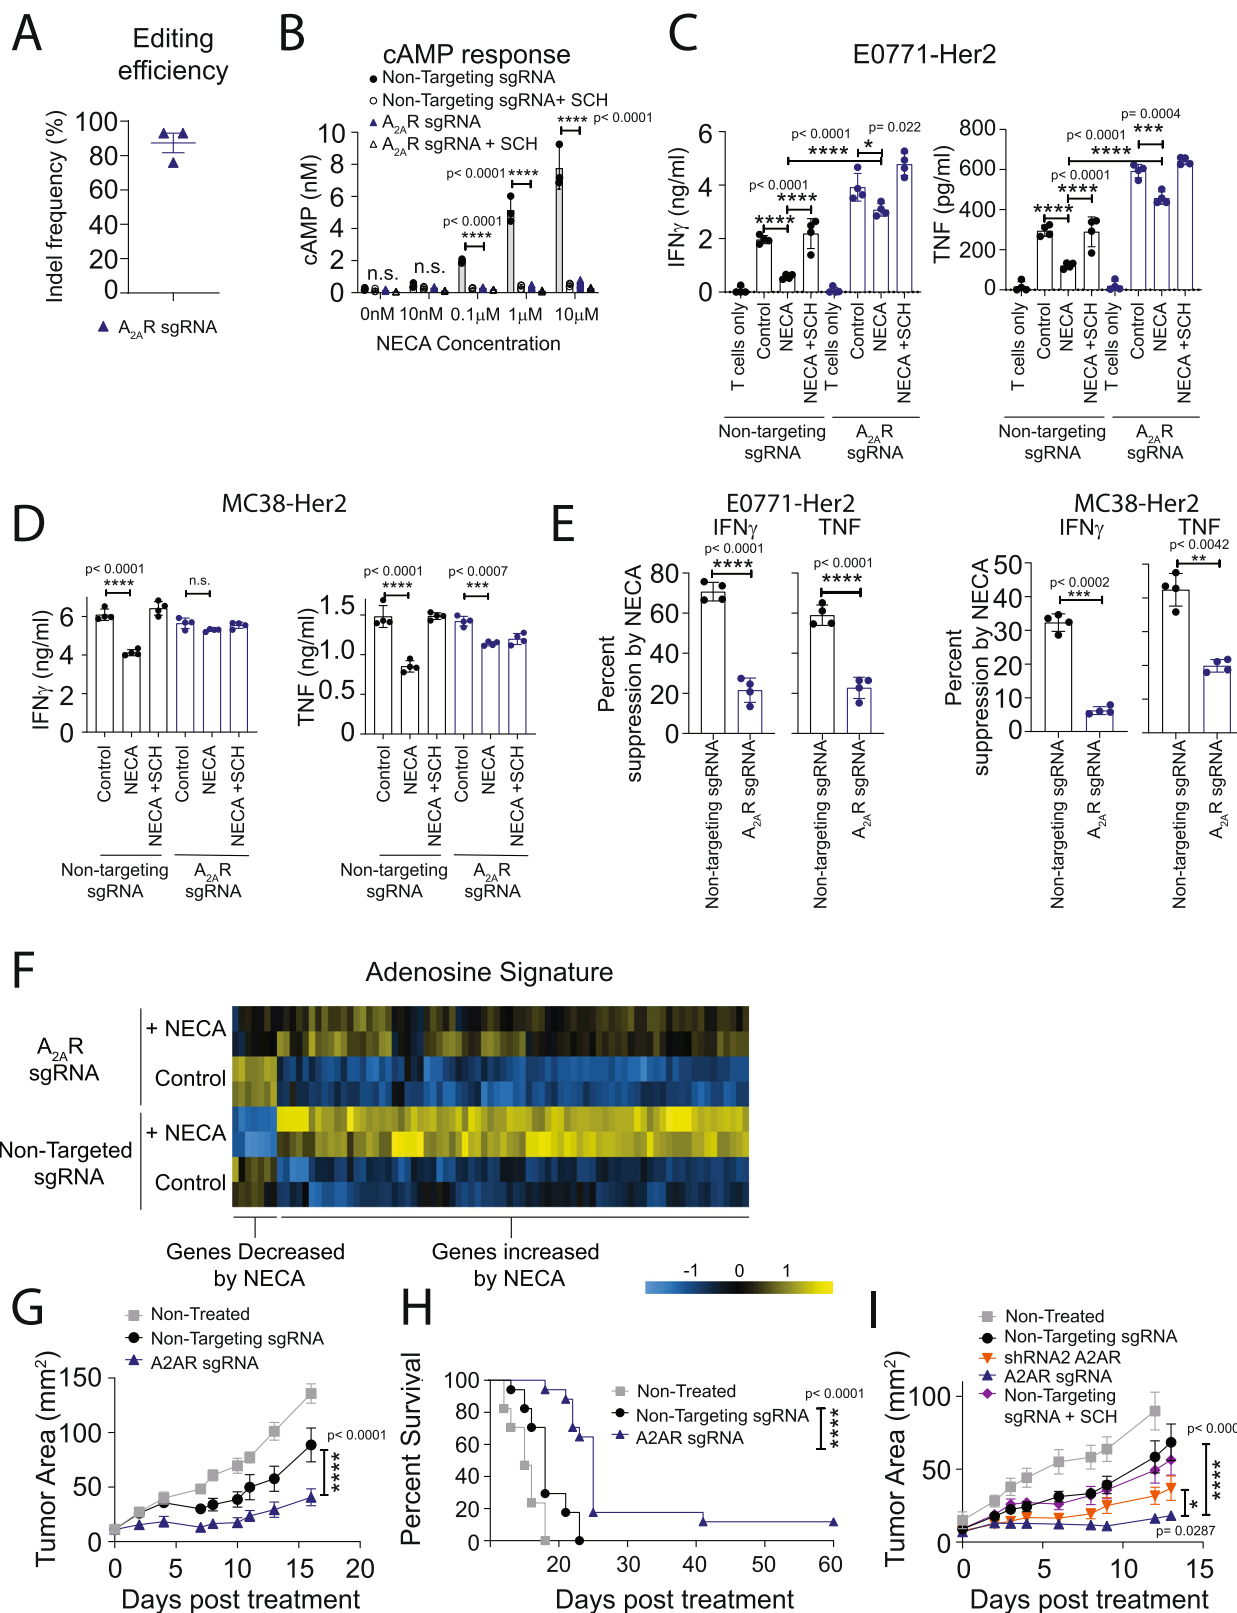 A
Editing
efficiency
Indel frequency (%)
100
80
60
40
20
0
A2AR sgRNA
B
cAMP response
Non-Targeting sgRNA
Non-Targeting sgRNA+ SCH
A2AR sgRNA
A2AR sgRNA + SCH
cAMP (nM)
10
8
6
4
2
0
n.s.
n.s.
p< 0.0001
****
p< 0.0001
****
**** p< 0.0001
0nM 10nM 0.1μM 1μM 10μM
NECA Concentration
C
E0771-Her2
IFNγ (ng/ml)
6
4
2
0
p< 0.0001
p= 0.022
****
*
p< 0.0001
****
****
T cells only
Control
NECA
NECA +SCH
T cells only
Control
NECA
NECA +SCH
Non-targeting
sgRNA
A2AR
sgRNA
TNF (pg/ml)
800
600
400
200
0
p= 0.0004
***
p< 0.0001
****
p< 0.0001
****
****
T cells only
Control
NECA
NECA +SCH
T cells only
Control
NECA
NECA +SCH
Non-targeting
sgRNA
A2AR
sgRNA
D
MC38-Her2
IFNγ (ng/ml)
6
4
2
0
p< 0.0001
****
n.s.
Control
NECA
NECA +SCH
Control
NECA
NECA +SCH
Non-targeting
sgRNA
A2AR
sgRNA
TNF (ng/ml)
1.5
1.0
0.5
0
p< 0.0001
****
p< 0.0007
***
Control
NECA
NECA +SCH
Control
NECA
NECA +SCH
Non-targeting
sgRNA
A2AR
sgRNA
E
E0771-Her2
IFNγ
TNF
Percent
suppression by NECA
80
60
40
20
0
p< 0.0001
****
p< 0.0001
****
Non-targeting sgRNA
A2AR sgRNA
Non-targeting sgRNA
A2AR sgRNA
MC38-Her2
IFNγ
TNF
Percent
suppression by NECA
50
40
30
20
10
0
p< 0.0002
***
p< 0.0042
**
Non-targeting sgRNA
A2AR sgRNA
Non-targeting sgRNA
A2AR sgRNA
F
Adenosine Signature
A2AR
sgRNA
+ NECA
Control
Non-Targeted
sgRNA
+ NECA
Control
Genes Decreased
by NECA
Genes increased
by NECA
-1 0 1
G
Non-Treated
Non-Targeting sgRNA
A2AR sgRNA
Tumor Area (mm2)
150
100
50
0
p< 0.0001
****
0 5 10 15 20
Days post treatment
H
Percent Survival
100
80
60
40
20
0
Non-Treated
Non-Targeting sgRNA
A2AR sgRNA
p< 0.0001
****
20 30 40 50 60
Days post treatment
I
Non-Treated
Non-Targeting sgRNA
shRNA2 A2AR
A2AR sgRNA
Non-Targeting
sgRNA + SCH
Tumor Area (mm2)
100
50
0
p< 0.000
****
*
p= 0.0287
0 5 10 15
Days post treatment